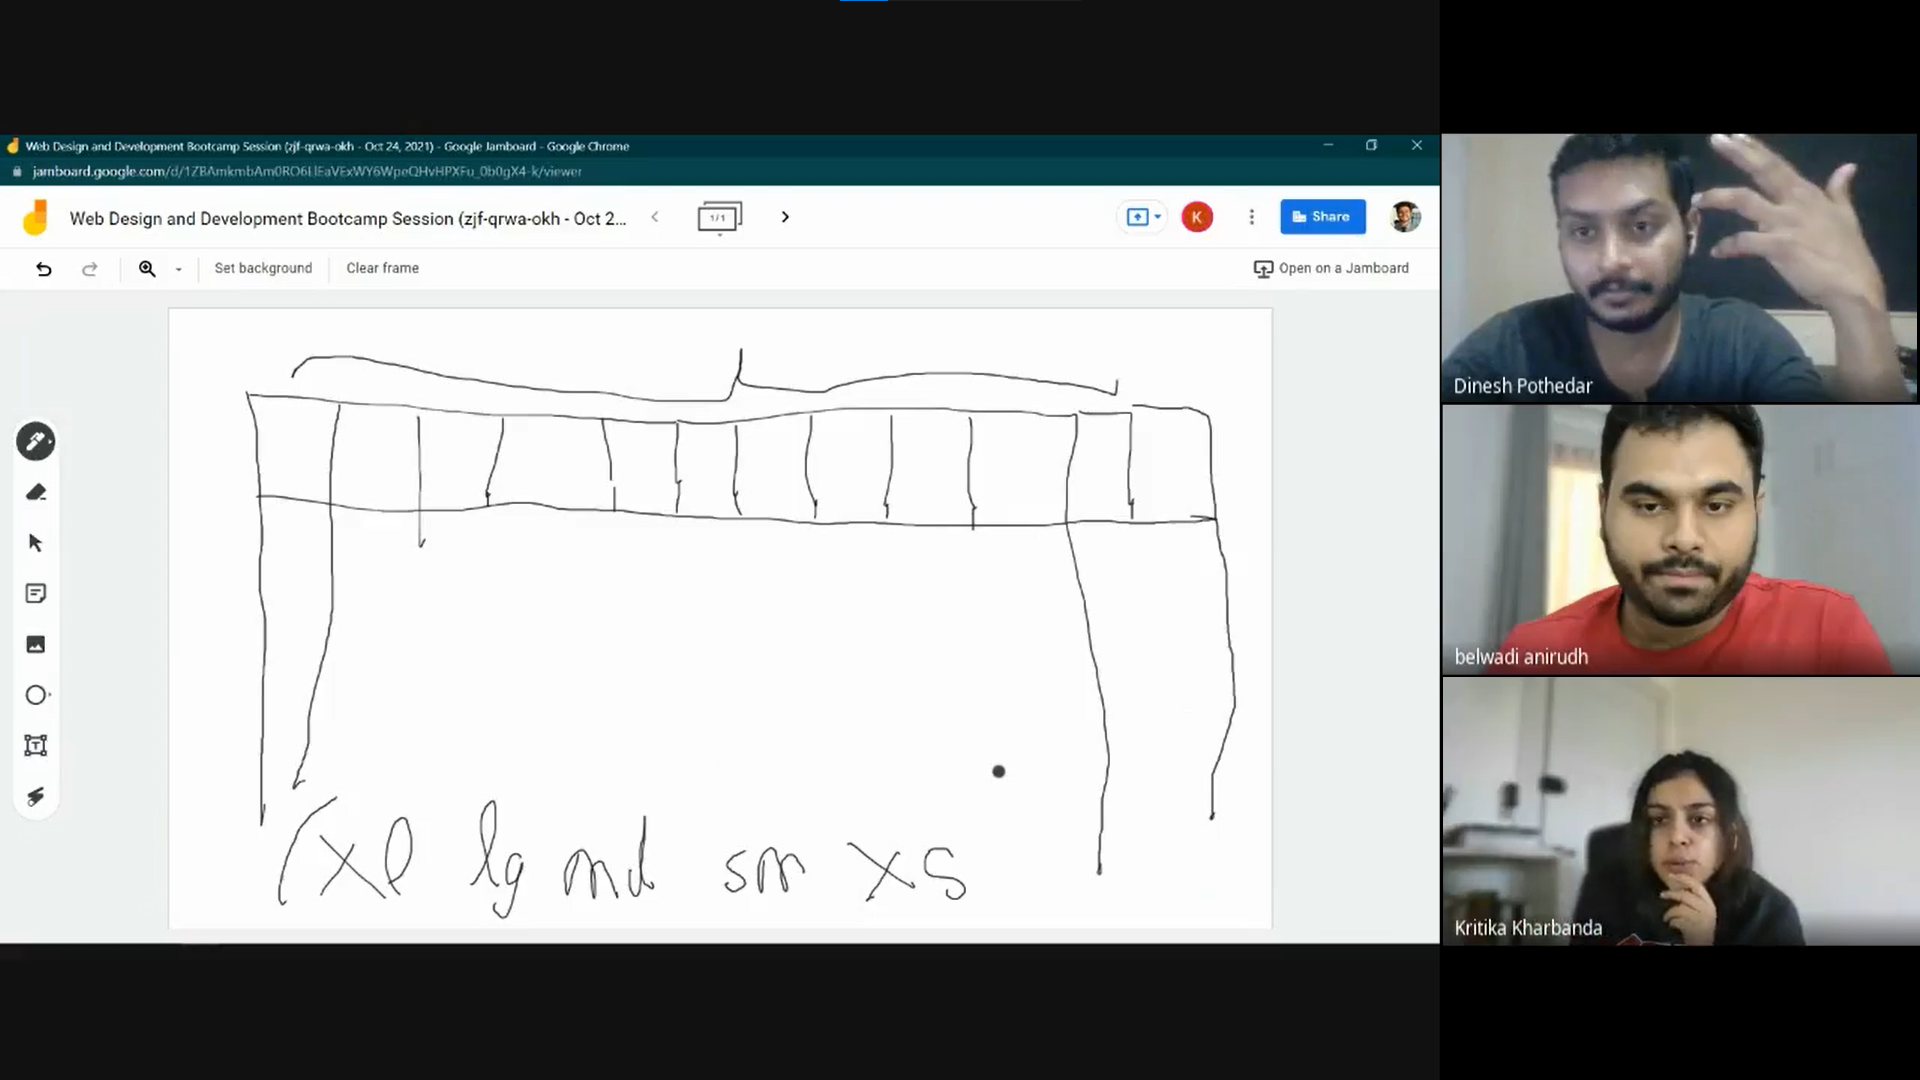 Web Design and Development Bootcamp Session (zjf-qrwa-okh - Oct 24, 2021) - Google Jamboard - Google Chrome
jamboard.google.com/d/1ZBAmkmbAm0RO6LlEaVExWY6WpeQHvHPXFu_0b0gX4-k/viewer
Web Design and Development Bootcamp Session (zjf-qrwa-okh - Oct 2... 1/1 K Share
Set background Clear frame Open on a Jamboard
Dinesh Pothedar
belwadi anirudh
(xl lg md sm xs
Kritika Kharbanda